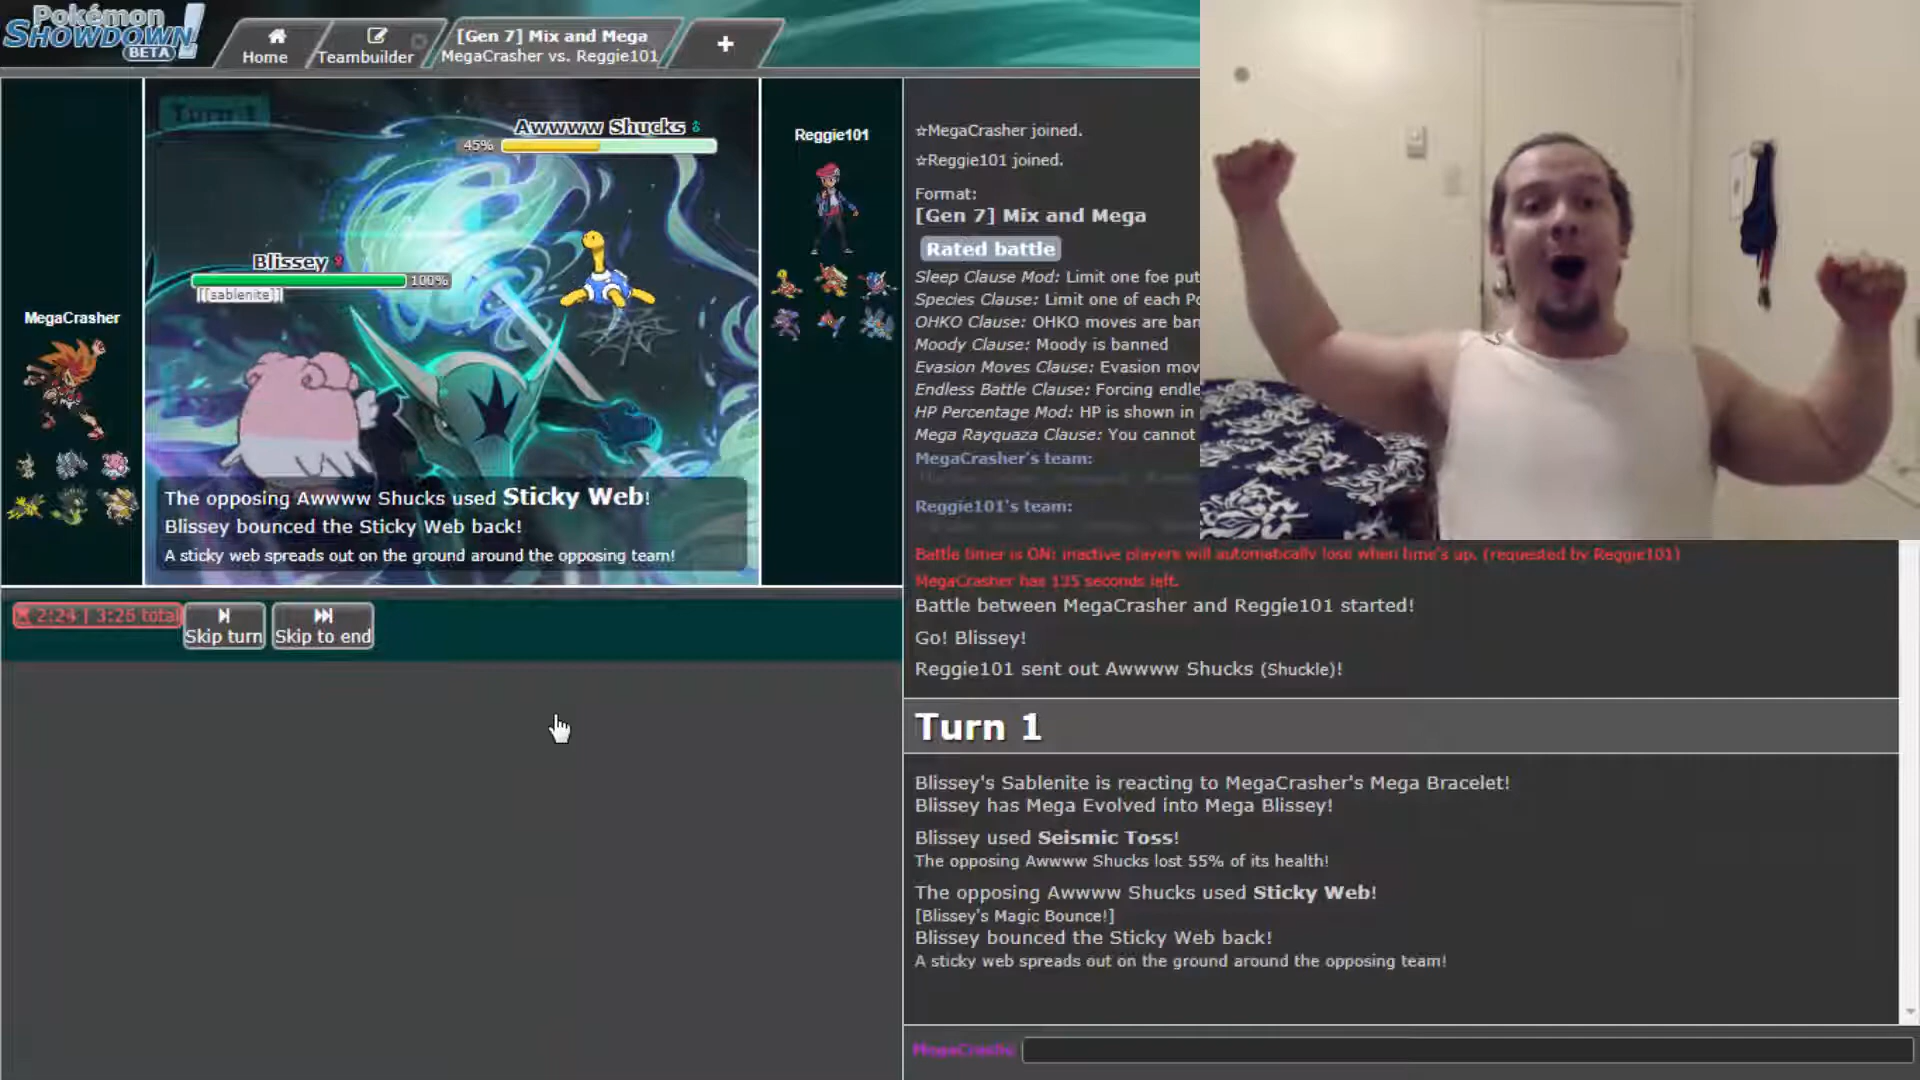 Pokémon
SHOWDOWN!
BETA
Home
Teambuilder
[Gen 7] Mix and Mega
MegaCrasher vs. Reggie101
Turn 1
Awwww Shucks
45%
Blissey
100%
[[sablenite]]
MegaCrasher
Reggie101
The opposing Awwww Shucks used Sticky Web!
Blissey bounced the Sticky Web back!
A sticky web spreads out on the ground around the opposing team!
2:24 | 3:25 total
Skip turn
Skip to end
☆MegaCrasher joined.
☆Reggie101 joined.
Format:
[Gen 7] Mix and Mega
Rated battle
Sleep Clause Mod: Limit one foe put
Species Clause: Limit one of each Po
OHKO Clause: OHKO moves are ban
Moody Clause: Moody is banned
Evasion Moves Clause: Evasion mov
Endless Battle Clause: Forcing endle
HP Percentage Mod: HP is shown in
Mega Rayquaza Clause: You cannot
MegaCrasher's team:
Reggie101's team:
Battle timer is ON: inactive players will automatically lose when time's up. (requested by Reggie101)
MegaCrasher has 135 seconds left.
Battle between MegaCrasher and Reggie101 started!
Go! Blissey!
Reggie101 sent out Awwww Shucks (Shuckle)!
Turn 1
Blissey's Sablenite is reacting to MegaCrasher's Mega Bracelet!
Blissey has Mega Evolved into Mega Blissey!
Blissey used Seismic Toss!
The opposing Awwww Shucks lost 55% of its health!
The opposing Awwww Shucks used Sticky Web!
[Blissey's Magic Bounce!]
Blissey bounced the Sticky Web back!
A sticky web spreads out on the ground around the opposing team!